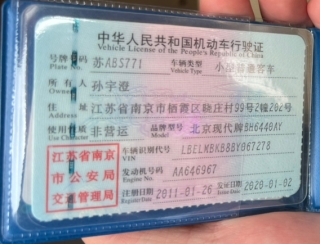 中华人民共和国机动车行驶证
Vehicle License of the People's Republic of China
号牌号码 苏ABS771 车辆类型 小型普通客车
Plate No. Vehicle Type
所有人 孙宇澄
Owner
住址 江苏省南京市栖霞区晓庄村99号2幢202号
Address
使用性质 非营运 品牌型号 北京现代牌BH6440AY
Use Character Model
江苏省南京市公安局交通管理局
车辆识别代号 LBELMBKB8BY067278
VIN
发动机号码 AA646967
Engine No.
注册日期 2011-01-26 发证日期 2020-01-02
Register Date Issue Date